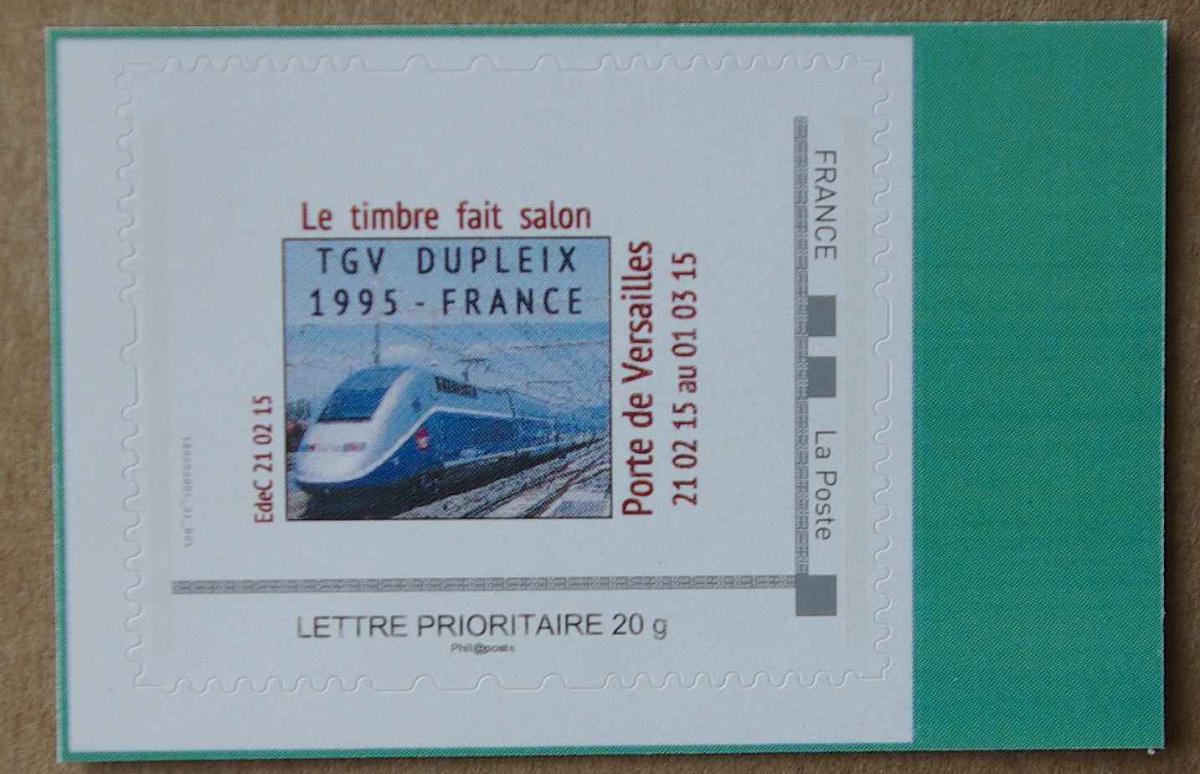 Le timbre fait salon
TGV DUPLEIX
1995 - FRANCE
EdeC 21 02 15
Porte de Versailles
21 02 15 au 01 03 15
FRANCE
La Poste
LETTRE PRIORITAIRE 20 g
Phil@poste